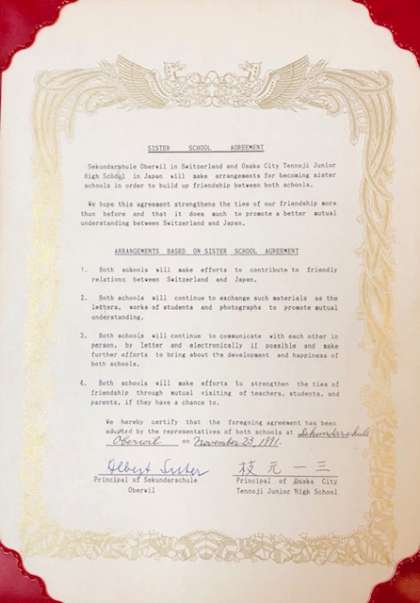 SISTER SCHOOL AGREEMENT
Sekundarschule Oberwil in Switzerland and Osaka City Tennoji Junior
High School in Japan will make arrangements for becoming sister
schools in order to build up friendship between both schools.
We hope this agreement strengthens the ties of our friendship more
than before and that it does much to promote a better mutual
understanding between Switzerland and Japan.
ARRANGEMENTS BASED ON SISTER SCHOOL AGREEMENT
1. Both schools will make efforts to contribute to friendly
relations between Switzerland and Japan.
2. Both schools will continue to exchange such materials as the
letters, works of students and photographs to promote mutual
understanding.
3. Both schools will continue to communicate with each other in
person, by letter and electronically if possible and make
further efforts to bring about the development and happiness of
both schools.
4. Both schools will make efforts to strengthen the ties of
friendship through mutual visiting of teachers, students, and
parents, if they have a chance to.
We hereby certify that the foregoing agreement has been
adopted by the representatives of both schools at Sekundarschule
Oberwil on November 23, 1991.
Albert Suter 枝元一三
Principal of Sekundarschule Principal of Osaka City
Oberwil Tennoji Junior High School